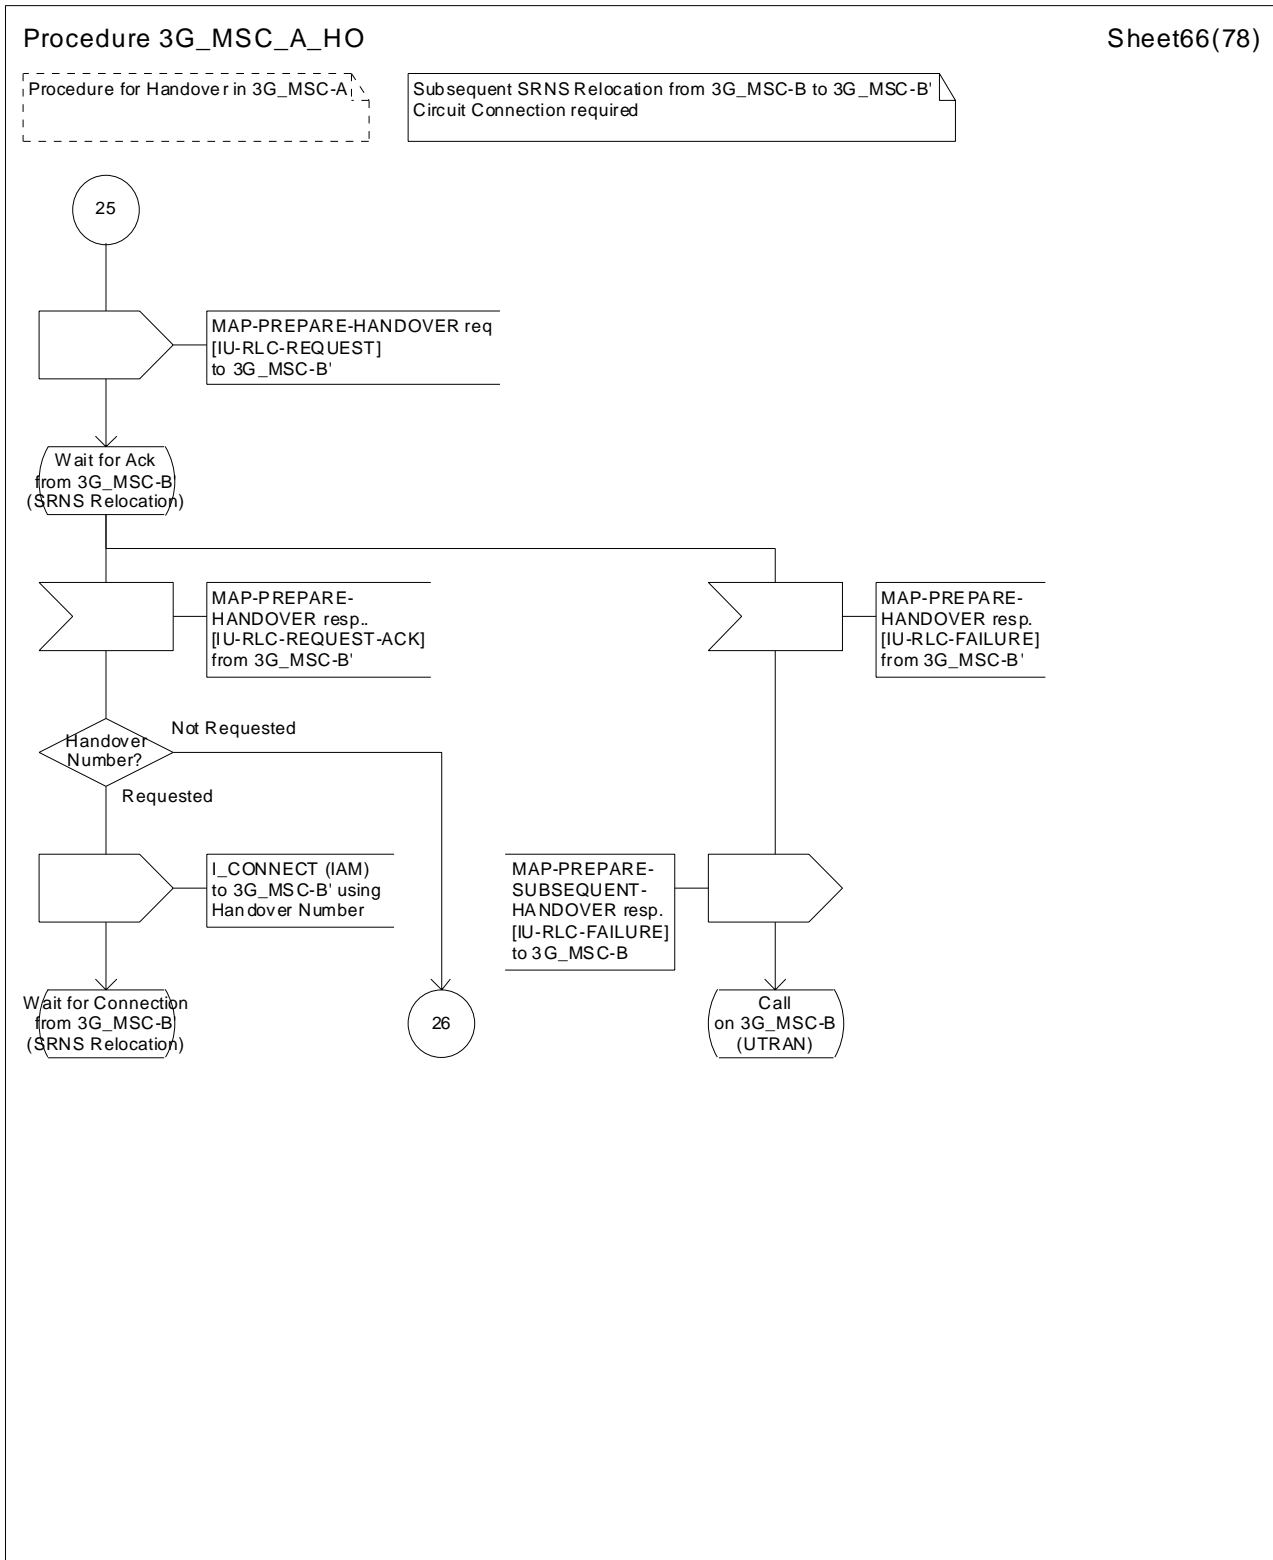 Procedure 3G_MSC_A_HO
Sheet66(78)
Procedure for Handover in 3G_MSC-A
Subsequent SRNS Relocation from 3G_MSC-B to 3G_MSC-B'
Circuit Connection required
25
MAP-PREPARE-HANDOVER req
[IU-RLC-REQUEST]
to 3G_MSC-B'
Wait for Ack
from 3G_MSC-B'
(SRNS Relocation)
MAP-PREPARE-
HANDOVER resp..
[IU-RLC-REQUEST-ACK]
from 3G_MSC-B'
MAP-PREPARE-
HANDOVER resp.
[IU-RLC-FAILURE]
from 3G_MSC-B'
Handover
Number?
Not Requested
Requested
I_CONNECT (IAM)
to 3G_MSC-B' using
Handover Number
MAP-PREPARE-
SUBSEQUENT-
HANDOVER resp.
[IU-RLC-FAILURE]
to 3G_MSC-B
Wait for Connection
from 3G_MSC-B'
(SRNS Relocation)
26
Call
on 3G_MSC-B
(UTRAN)